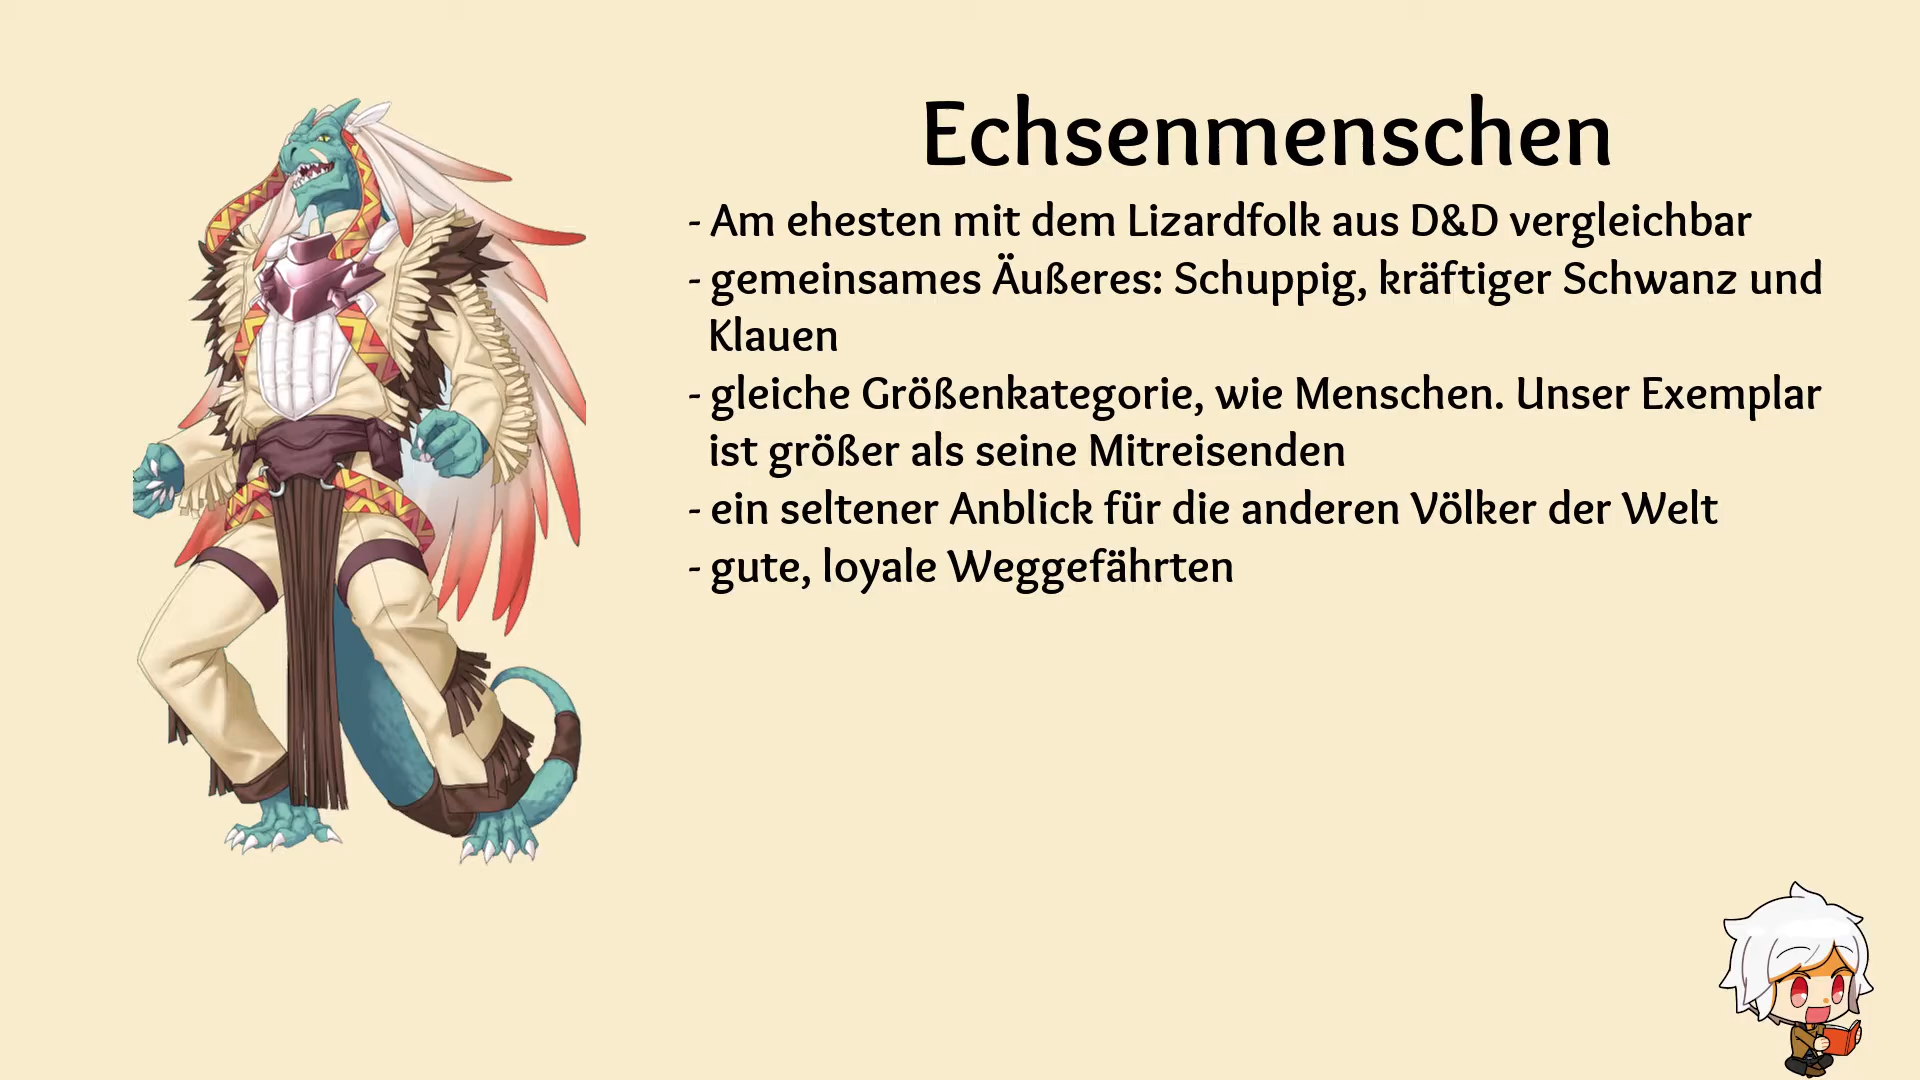 Echsenmenschen
- Am ehesten mit dem Lizardfolk aus D&D vergleichbar
- gemeinsames Äußeres: Schuppig, kräftiger Schwanz und
Klauen
- gleiche Größenkategorie, wie Menschen. Unser Exemplar
ist größer als seine Mitreisenden
- ein seltener Anblick für die anderen Völker der Welt
- gute, loyale Weggefährten